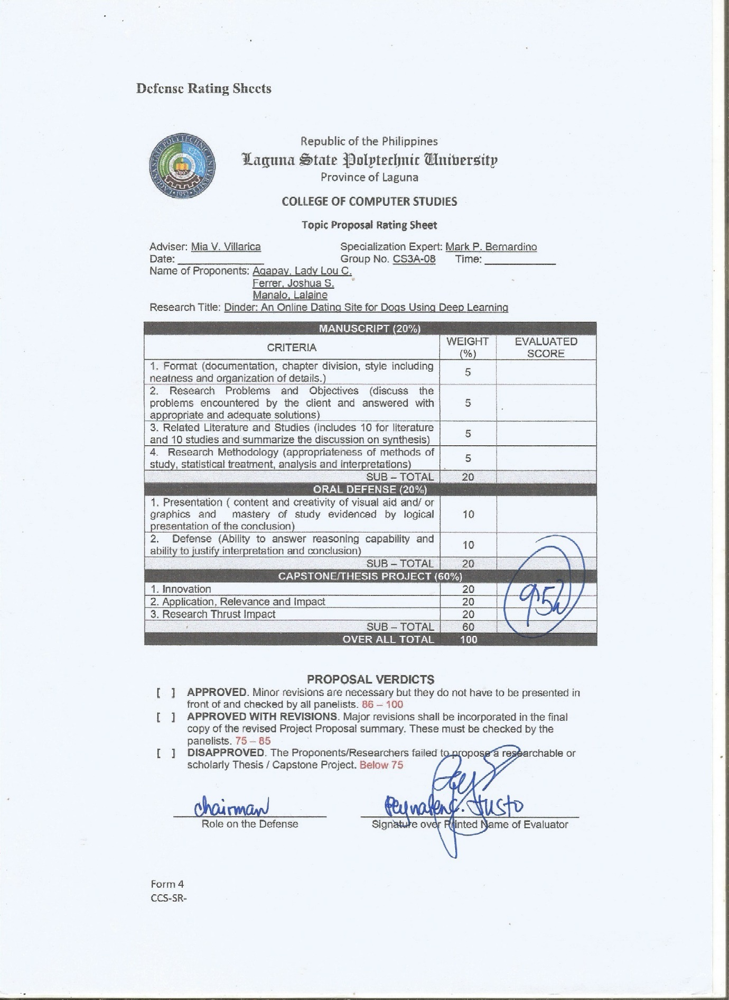 Defense Rating Sheets
LAGUNA STATE POLYTECHNIC UNIVERSITY
• 1952 •
Republic of the Philippines
Laguna State Polytechnic University
Province of Laguna
COLLEGE OF COMPUTER STUDIES
Topic Proposal Rating Sheet
Adviser: Mia V. Villarica Specialization Expert: Mark P. Bernardino
Date: ____________ Group No. CS3A-08 Time: __________
Name of Proponents: Agapay, Lady Lou C.
Ferrer, Joshua S.
Manalo, Lalaine
Research Title: Dinder: An Online Dating Site for Dogs Using Deep Learning
MANUSCRIPT (20%)
CRITERIA WEIGHT (%) EVALUATED SCORE
1. Format (documentation, chapter division, style including
neatness and organization of details.) 5
2. Research Problems and Objectives (discuss the
problems encountered by the client and answered with 5
appropriate and adequate solutions)
3. Related Literature and Studies (includes 10 for literature
and 10 studies and summarize the discussion on synthesis) 5
4. Research Methodology (appropriateness of methods of
study, statistical treatment, analysis and interpretations) 5
SUB – TOTAL 20
ORAL DEFENSE (20%)
1. Presentation ( content and creativity of visual aid and/ or
graphics and mastery of study evidenced by logical 10
presentation of the conclusion)
2. Defense (Ability to answer reasoning capability and
ability to justify interpretation and conclusion) 10
SUB – TOTAL 20
CAPSTONE/THESIS PROJECT (60%)
1. Innovation 20
2. Application, Relevance and Impact 20
3. Research Thrust Impact 20
SUB – TOTAL 60
OVER ALL TOTAL 100
PROPOSAL VERDICTS
[ ] APPROVED. Minor revisions are necessary but they do not have to be presented in
front of and checked by all panelists. 86 – 100
[ ] APPROVED WITH REVISIONS. Major revisions shall be incorporated in the final
copy of the revised Project Proposal summary. These must be checked by the
panelists. 75 – 85
[ ] DISAPPROVED. The Proponents/Researchers failed to propose a researchable or
scholarly Thesis / Capstone Project. Below 75
chairman Justo
Role on the Defense Signature over Printed Name of Evaluator
Form 4
CCS-SR-